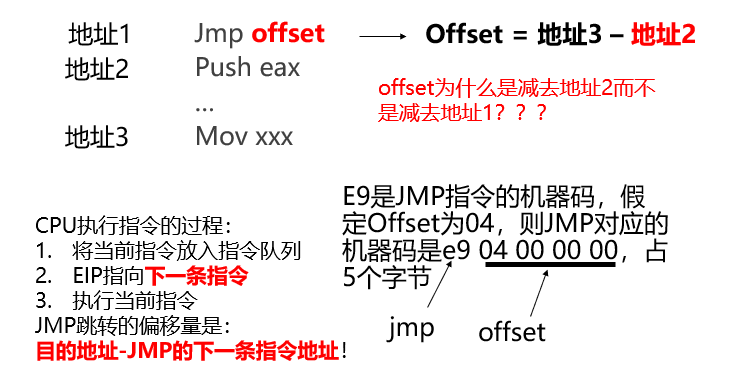 地址1 Jmp offset Offset = 地址3 – 地址2
地址2 Push eax
...
地址3 Mov xxx
offset为什么是减去地址2而不
是减去地址1？？？
CPU执行指令的过程：
1. 将当前指令放入指令队列
2. EIP指向下一条指令
3. 执行当前指令
JMP跳转的偏移量是：
目的地址-JMP的下一条指令地址！
E9是JMP指令的机器码，假
定Offset为04，则JMP对应的
机器码是e9 04 00 00 00，占
5个字节
jmp offset